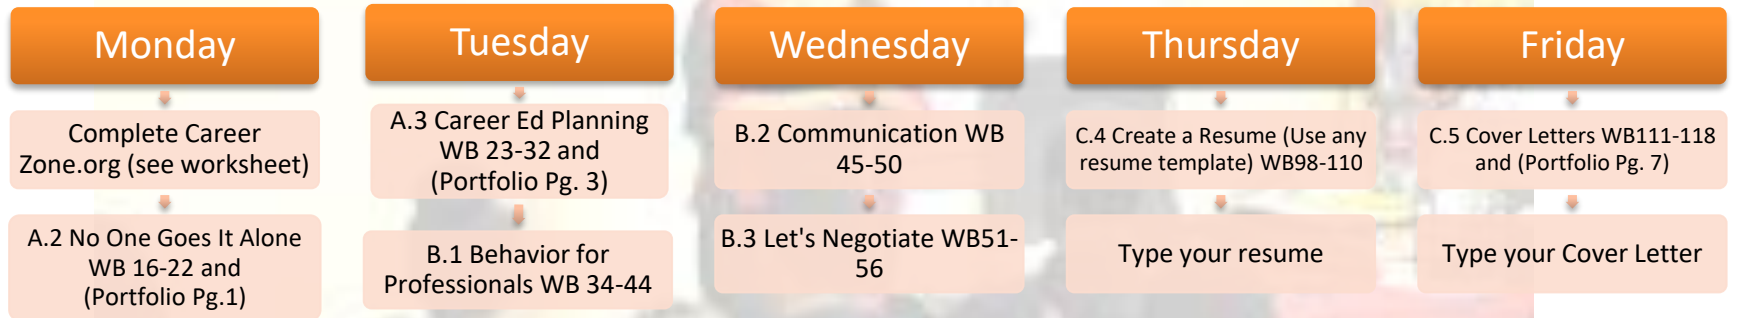 Monday
Complete Career
Zone.org (see worksheet)
A.2 No One Goes It Alone
WB 16-22 and
(Portfolio Pg.1)
Tuesday
A.3 Career Ed Planning
WB 23-32 and
(Portfolio Pg. 3)
B.1 Behavior for
Professionals WB 34-44
Wednesday
B.2 Communication WB
45-50
B.3 Let's Negotiate WB51-
56
Thursday
C.4 Create a Resume (Use any
resume template) WB98-110
Type your resume
Friday
C.5 Cover Letters WB111-118
and (Portfolio Pg. 7)
Type your Cover Letter